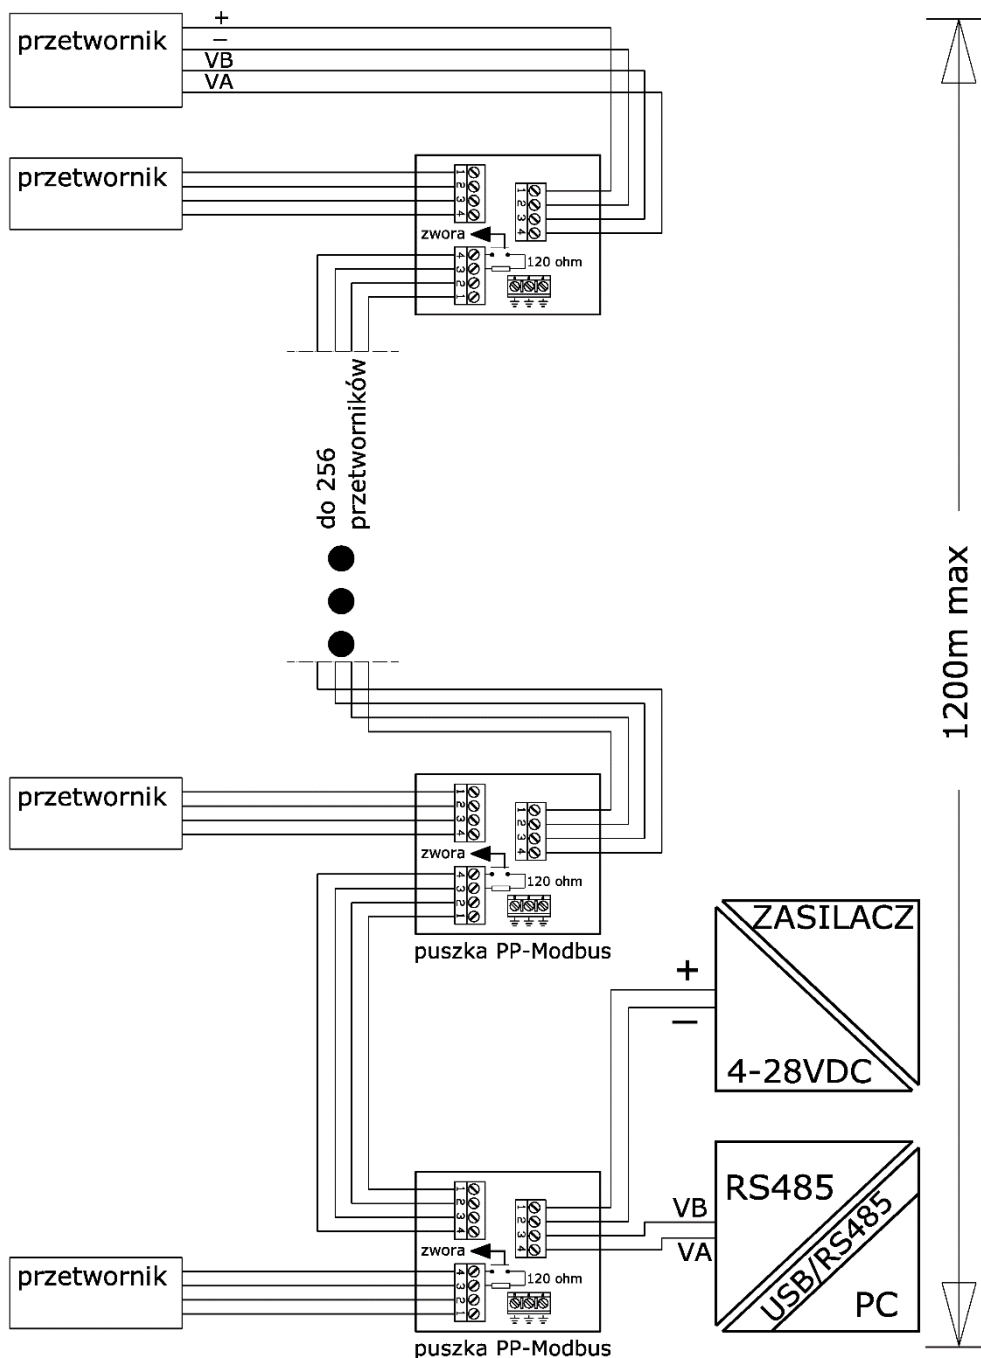 przetwornik
+
−
VB
VA
przetwornik
1
2
3
4
1
2
3
4
zwora
4
3
2
1
120 ohm
do 256
przetworników
1200m max
przetwornik
1
2
3
4
1
2
3
4
zwora
4
3
2
1
120 ohm
puszka PP-Modbus
ZASILACZ
+
−
4-28VDC
1
2
3
4
1
2
3
4
VB
VA
RS485
USB/RS485
PC
zwora
przetwornik
4
3
2
1
120 ohm
puszka PP-Modbus